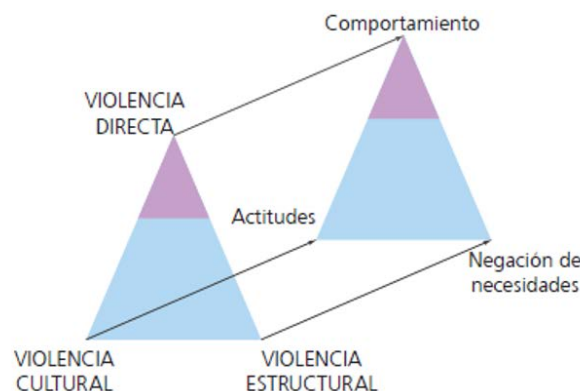 Comportamiento
VIOLENCIA
DIRECTA
Actitudes
Negación de
necesidades
VIOLENCIA
CULTURAL
VIOLENCIA
ESTRUCTURAL